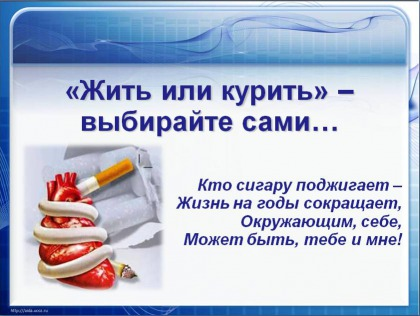 «Жить или курить» –
выбирайте сами…
Кто сигару поджигает –
Жизнь на годы сокращает,
Окружающим, себе,
Может быть, тебе и мне!